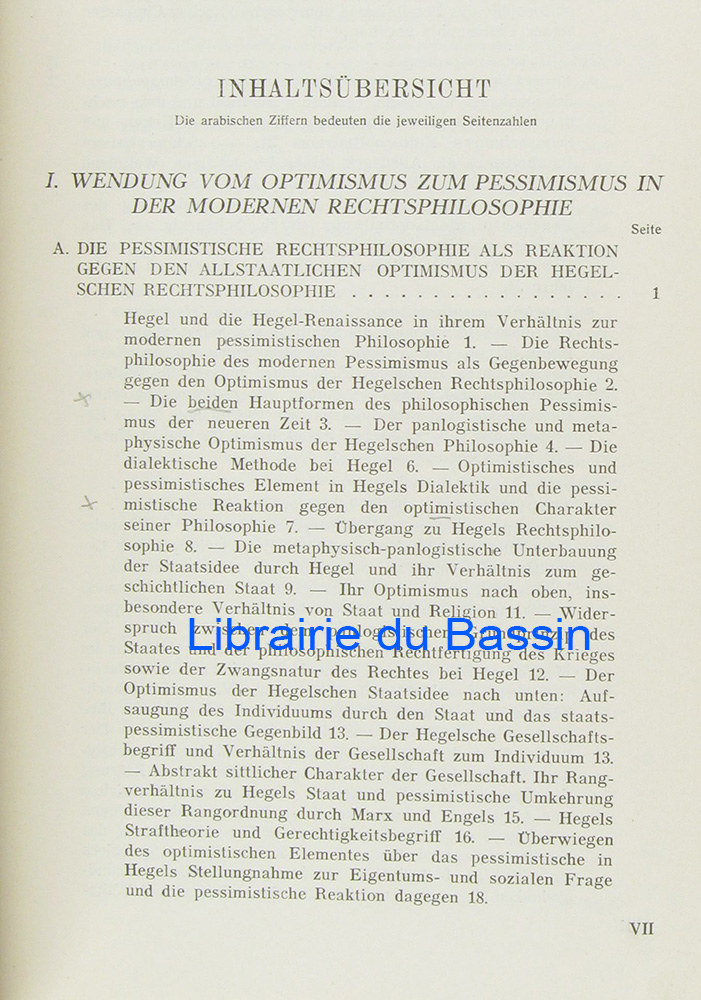 INHALTSÜBERSICHT
Die arabischen Ziffern bedeuten die jeweiligen Seitenzahlen
I. WENDUNG VOM OPTIMISMUS ZUM PESSIMISMUS IN
DER MODERNEN RECHTSPHILOSOPHIE
Seite
A. DIE PESSIMISTISCHE RECHTSPHILOSOPHIE ALS REAKTION
GEGEN DEN ALLSTAATLICHEN OPTIMISMUS DER HEGEL-
SCHEN RECHTSPHILOSOPHIE . . . . . . . . . . . . . . . . . 1
Hegel und die Hegel-Renaissance in ihrem Verhältnis zur
modernen pessimistischen Philosophie 1. — Die Rechts-
philosophie des modernen Pessimismus als Gegenbewegung
gegen den Optimismus der Hegelschen Rechtsphilosophie 2.
— Die beiden Hauptformen des philosophischen Pessimis-
mus der neueren Zeit 3. — Der panlogistische und meta-
physische Optimismus der Hegelschen Philosophie 4. — Die
dialektische Methode bei Hegel 6. — Optimistisches und
pessimistisches Element in Hegels Dialektik und die pessi-
mistische Reaktion gegen den optimistischen Charakter
seiner Philosophie 7. — Übergang zu Hegels Rechtsphilo-
sophie 8. — Die metaphysisch-panlogistische Unterbauung
der Staatsidee durch Hegel und ihr Verhältnis zum ge-
schichtlichen Staat 9. — Ihr Optimismus nach oben, ins-
besondere Verhältnis von Staat und Religion 11. — Wider-
spruch zwischen dem panlogistischen Grundprinzip des
Staates und der philosophischen Rechtfertigung des Krieges
sowie der Zwangsnatur des Rechtes bei Hegel 12. — Der
Optimismus der Hegelschen Staatsidee nach unten: Auf-
saugung des Individuums durch den Staat und das staats-
pessimistische Gegenbild 13. — Der Hegelsche Gesellschafts-
begriff und Verhältnis der Gesellschaft zum Individuum 13.
— Abstrakt sittlicher Charakter der Gesellschaft. Ihr Rang-
verhältnis zu Hegels Staat und pessimistische Umkehrung
dieser Rangordnung durch Marx und Engels 15. — Hegels
Straftheorie und Gerechtigkeitsbegriff 16. — Überwiegen
des optimistischen Elementes über das pessimistische in
Hegels Stellungnahme zur Eigentums- und sozialen Frage
und die pessimistische Reaktion dagegen 18.
VII
Librairie du Bassin